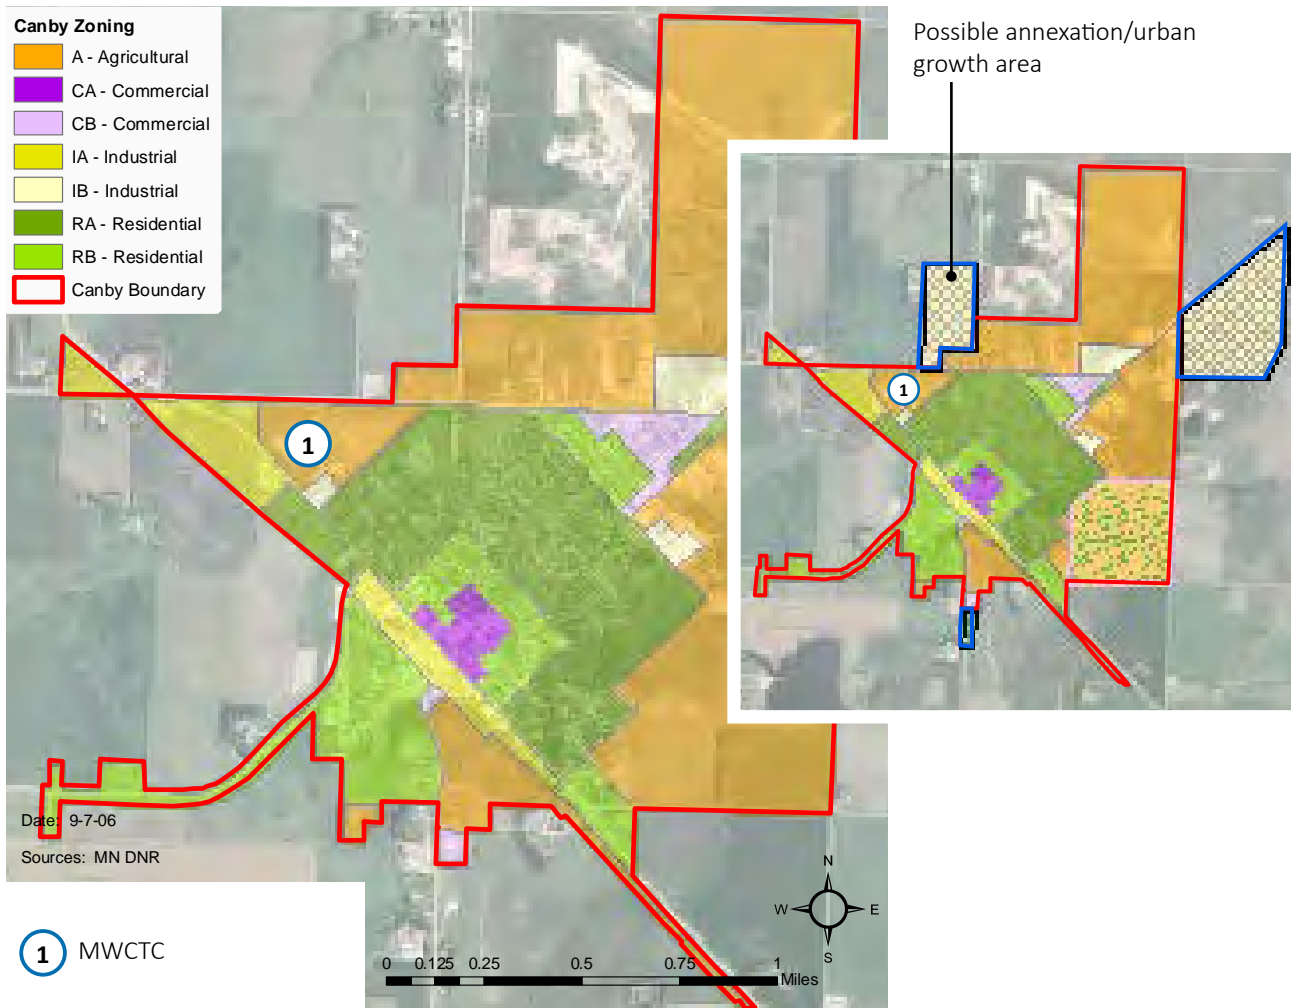 Canby Zoning
A - Agricultural
CA - Commercial
CB - Commercial
IA - Industrial
IB - Industrial
RA - Residential
RB - Residential
Canby Boundary
Possible annexation/urban
growth area
1
1
Date: 9-7-06
Sources: MN DNR
N
W E
S
1 MWCTC
0 0.125 0.25 0.5 0.75 1
Miles